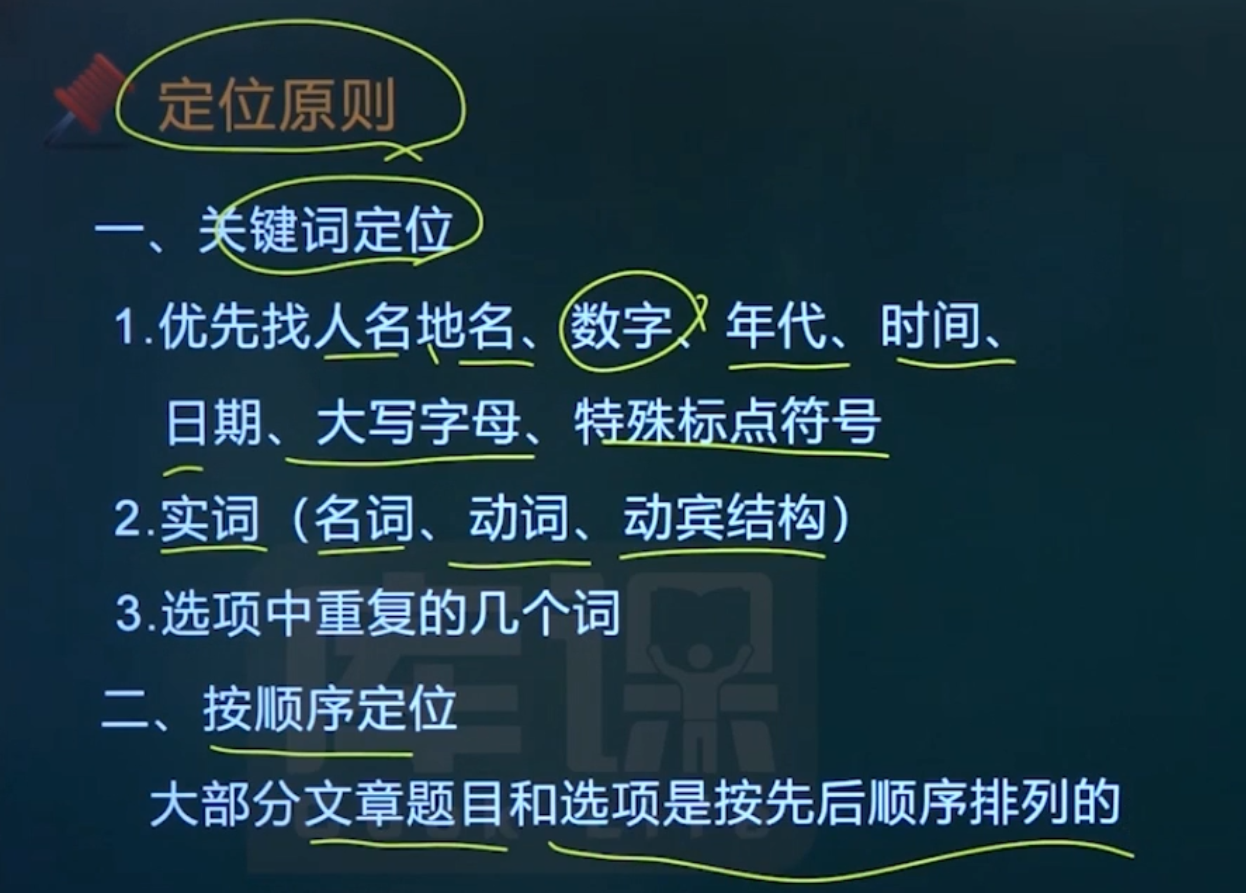 定位原则
一、关键词定位
1.优先找人名地名、数字、年代、时间、
日期、大写字母、特殊标点符号
2.实词（名词、动词、动宾结构）
3.选项中重复的几个词
二、按顺序定位
大部分文章题目和选项是按先后顺序排列的
库课